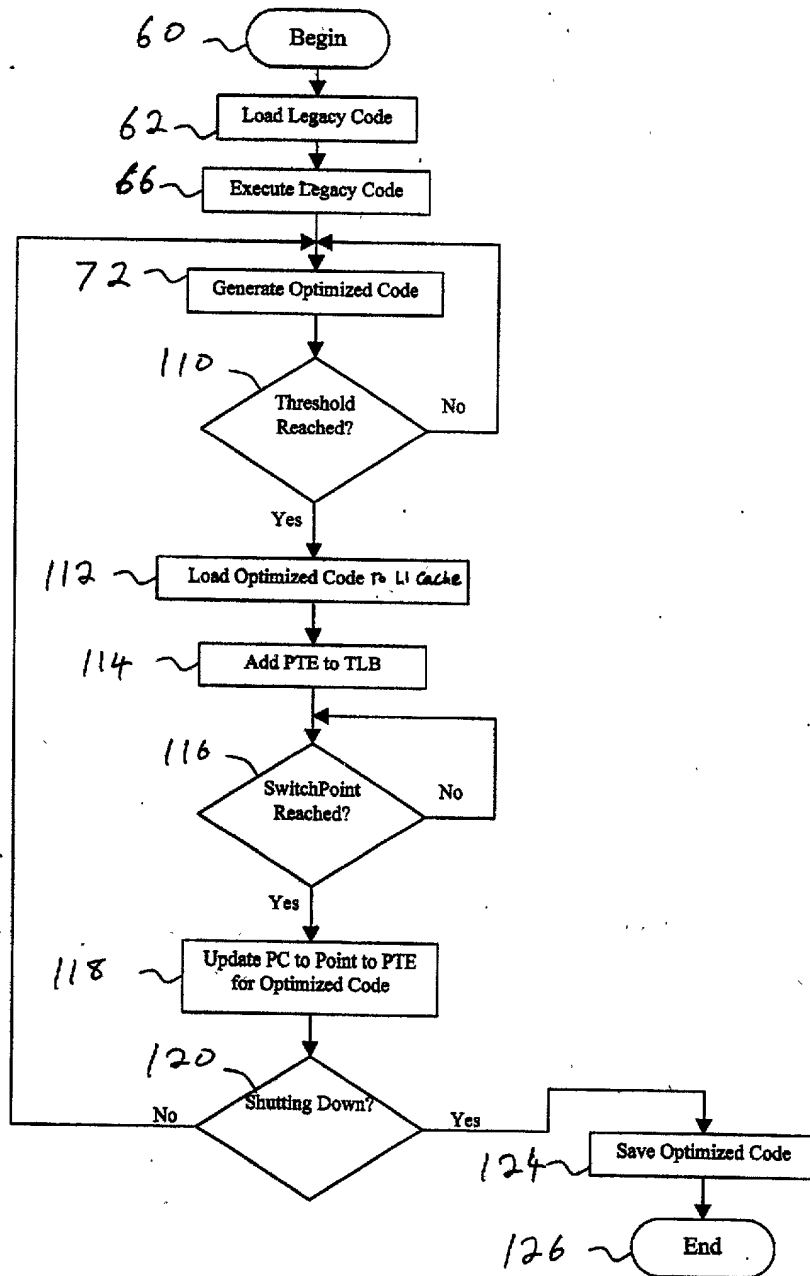 60
Begin
62
Load Legacy Code
66
Execute Legacy Code
72
Generate Optimized Code
110
Threshold
Reached?
No
Yes
112
Load Optimized Code to L1 Cache
114
Add PTE to TLB
116
SwitchPoint
Reached?
No
Yes
118
Update PC to Point to PTE
for Optimized Code
120
Shutting Down?
No
Yes
124
Save Optimized Code
126
End